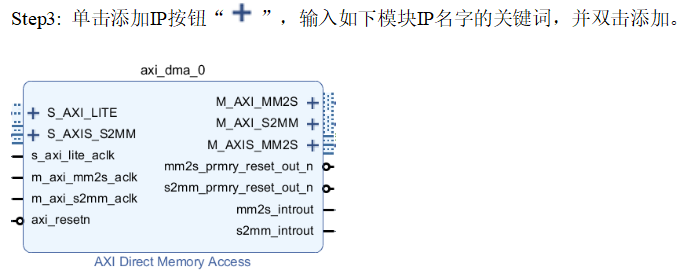 Step3: 单击添加IP按钮“ + ”，输入如下模块IP名字的关键词，并双击添加。
axi_dma_0
S_AXI_LITE
S_AXIS_S2MM
s_axi_lite_aclk
m_axi_mm2s_aclk
m_axi_s2mm_aclk
axi_resetn
M_AXI_MM2S
M_AXI_S2MM
M_AXIS_MM2S
mm2s_prmry_reset_out_n
s2mm_prmry_reset_out_n
mm2s_introut
s2mm_introut
AXI Direct Memory Access